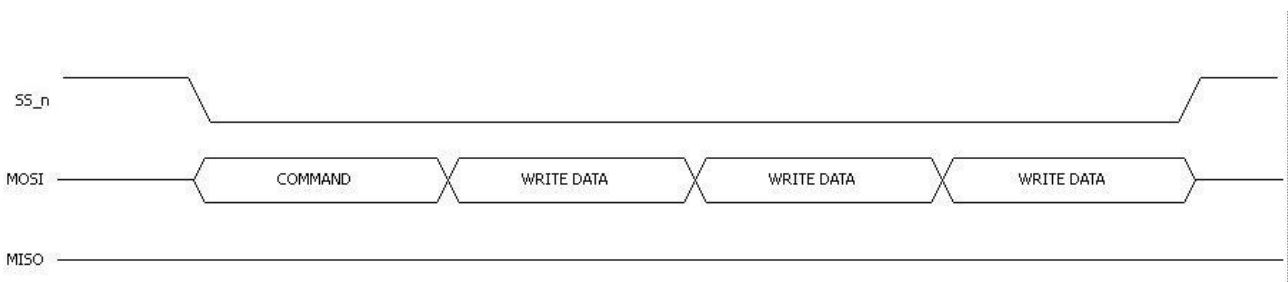 SS_n
MOSI COMMAND WRITE DATA WRITE DATA WRITE DATA
MISO